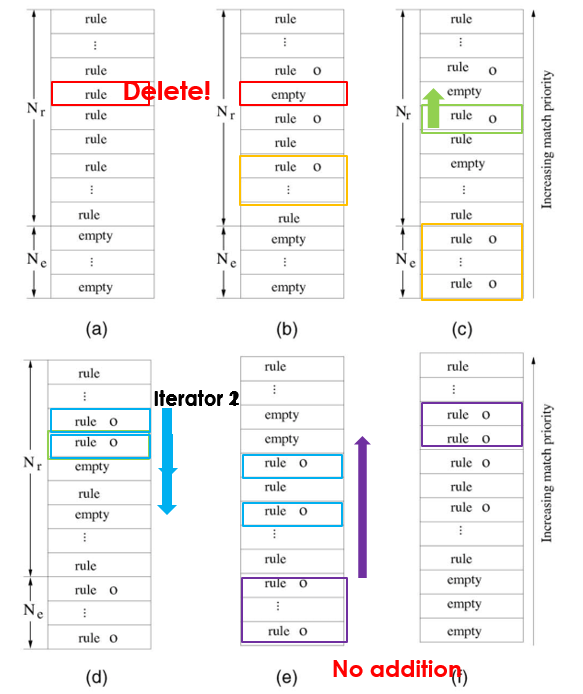 rule
⋮
rule
rule
Delete!
rule
rule
rule
⋮
rule
empty
⋮
empty
Nr
Ne
(a)
rule
⋮
rule O
empty
rule O
rule
rule O
⋮
rule
empty
⋮
empty
Nr
Ne
(b)
rule
⋮
rule O
empty
rule O
rule
empty
⋮
rule
rule O
⋮
rule O
Nr
Ne
(c)
Increasing match priority
rule
⋮
rule O
rule O
empty
rule
empty
⋮
rule
rule O
⋮
rule O
Nr
Ne
(d)
Iterator
rule
⋮
empty
empty
rule O
rule
rule O
⋮
rule
rule O
⋮
rule O
(e)
rule
⋮
rule O
rule O
rule O
rule
rule O
⋮
rule
empty
empty
empty
(f)
Increasing match priority
No addition